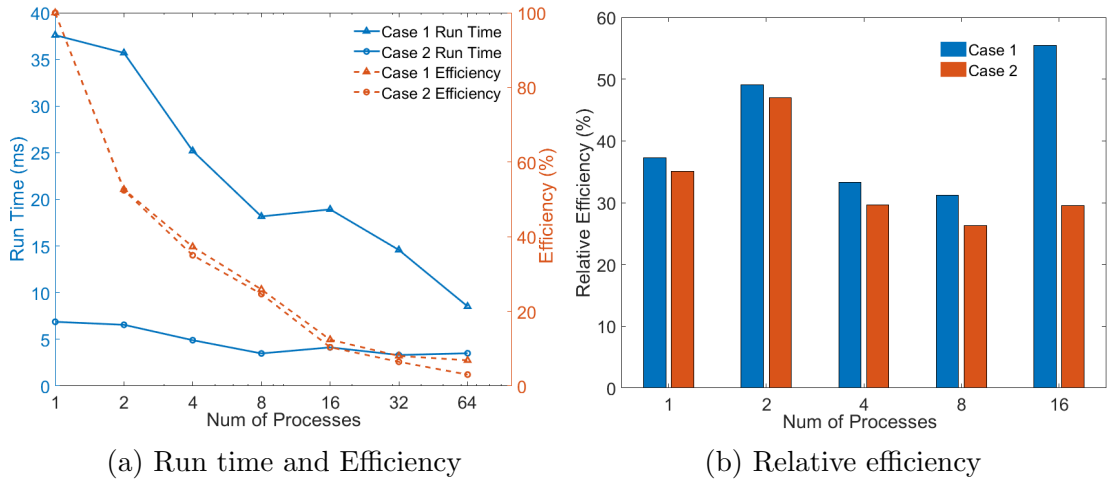 40
35
30
25
20
15
10
5
0
Run Time (ms)
100
80
60
40
20
0
Efficiency (%)
Case 1 Run Time
Case 2 Run Time
Case 1 Efficiency
Case 2 Efficiency
1 2 4 8 16 32 64
Num of Processes
(a) Run time and Efficiency
60
50
40
30
20
10
0
Relative Efficiency (%)
Case 1
Case 2
1 2 4 8 16
Num of Processes
(b) Relative efficiency